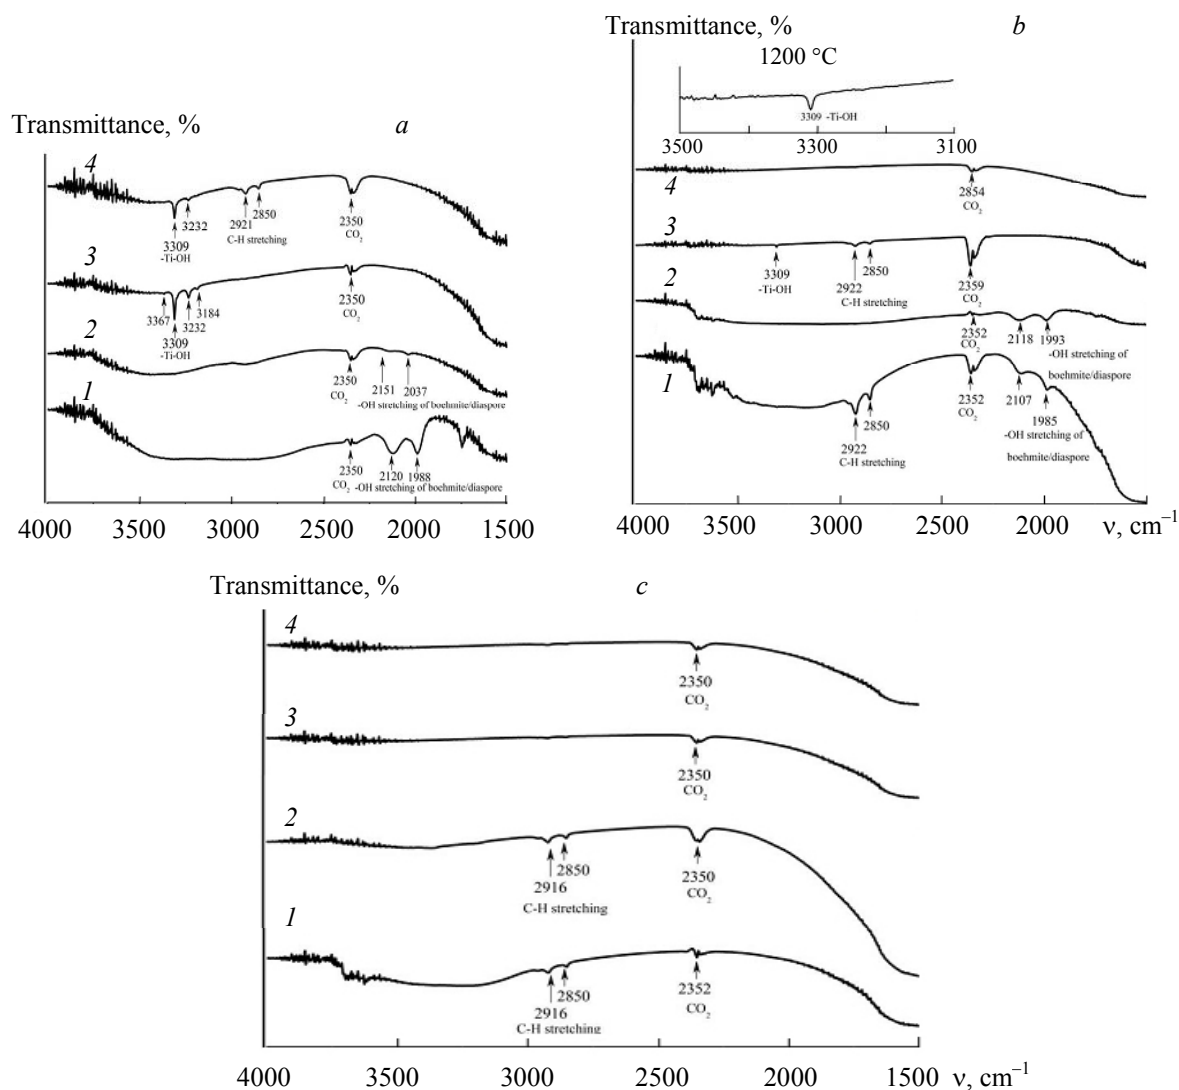 Transmittance, %
a
4
3232
2921
2850
2350
CO2
3309
-Ti-OH
C-H stretching
3
3367
3184
3232
3309
-Ti-OH
2350
CO2
2
2350
CO2
2151
2037
-OH stretching of boehmite/diaspore
1
2350
CO2
2120
1988
-OH stretching of boehmite/diaspore
4000 3500 3000 2500 2000 1500
Transmittance, %
b
1200 °C
3309 -Ti-OH
3500 3300 3100
4
2854
CO2
3
3309
-Ti-OH
2922
2850
C-H stretching
2359
CO2
2
2352
CO2
2118
1993
-OH stretching of
boehmite/diaspore
1
2922
2850
C-H stretching
2352
CO2
2107
1985
-OH stretching of
boehmite/diaspore
4000 3500 3000 2500 2000 ν, cm–1
Transmittance, %
c
4
2350
CO2
3
2350
CO2
2
2916
2850
C-H stretching
2350
CO2
1
2916
2850
C-H stretching
2352
CO2
4000 3500 3000 2500 2000 1500 ν, cm–1